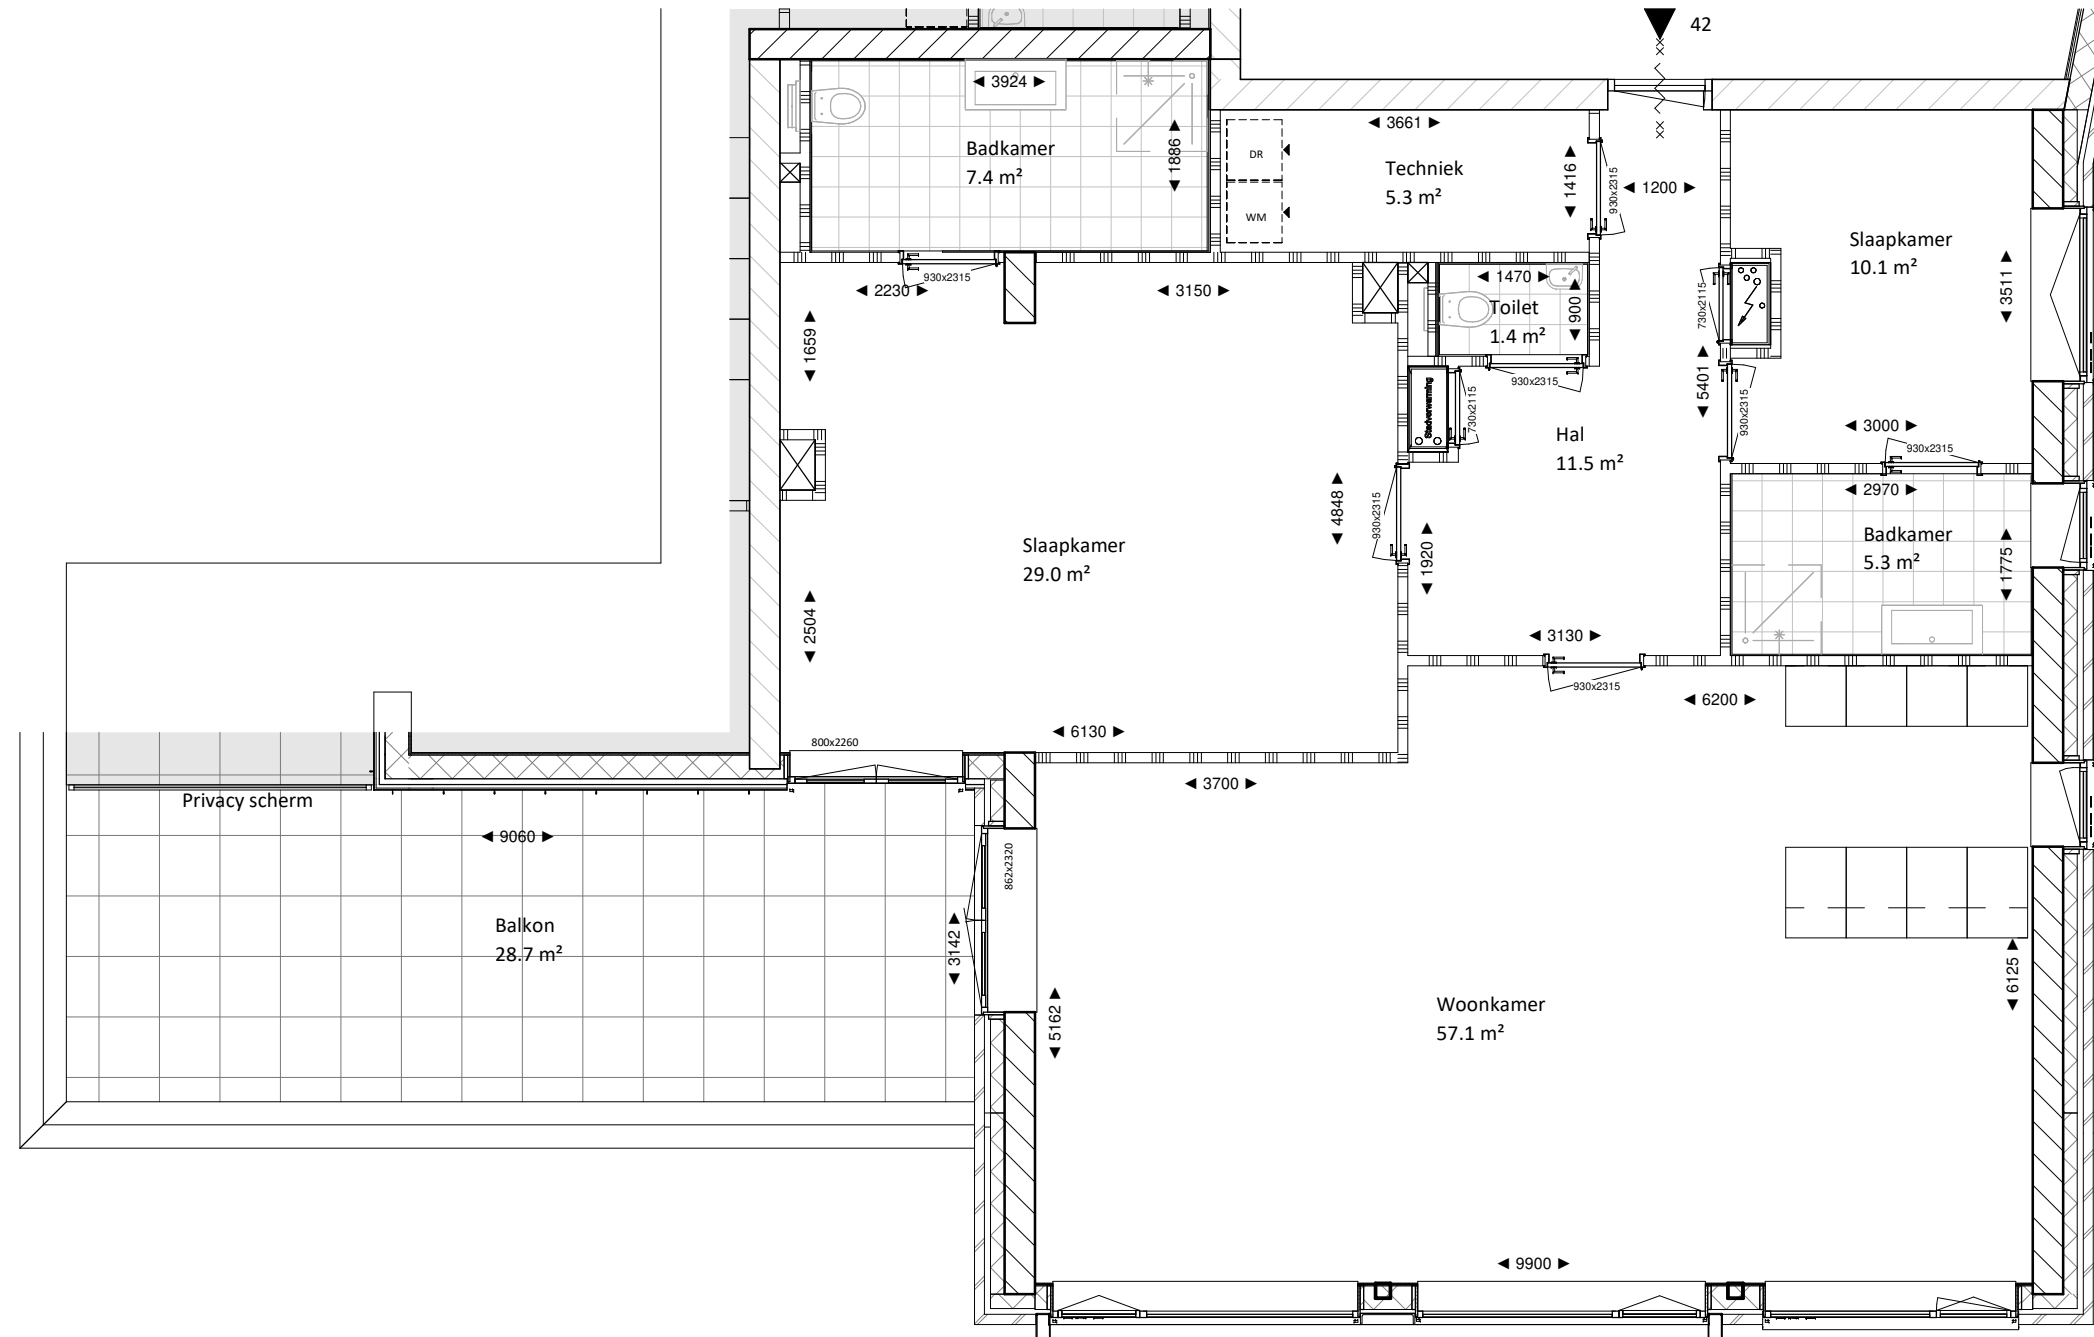 42
◄ 3924 ►
◄ 3661 ►
Badkamer
7.4 m²
◄ 1886 ►
DR
WM
Techniek
5.3 m²
◄ 1416 ►
930x2315
◄ 1200 ►
Slaapkamer
10.1 m²
◄ 3511 ►
930x2315
◄ 2230 ►
◄ 3150 ►
◄ 1470 ►
Toilet
1.4 m²
◄ 900 ►
730x2115
◄ 1659 ►
930x2315
◄ 5401 ►
Stadverwarming
730x2115
930x2315
◄ 3000 ►
930x2315
Hal
11.5 m²
◄ 2970 ►
◄ 4848 ►
930x2315
Badkamer
5.3 m²
◄ 1775 ►
Slaapkamer
29.0 m²
◄ 1920 ►
◄ 2504 ►
◄ 3130 ►
930x2315
◄ 6200 ►
◄ 6130 ►
800x2260
◄ 3700 ►
Privacy scherm
◄ 9060 ►
862x2320
Balkon
28.7 m²
◄ 3142 ►
◄ 6125 ►
◄ 5162 ►
Woonkamer
57.1 m²
◄ 9900 ►